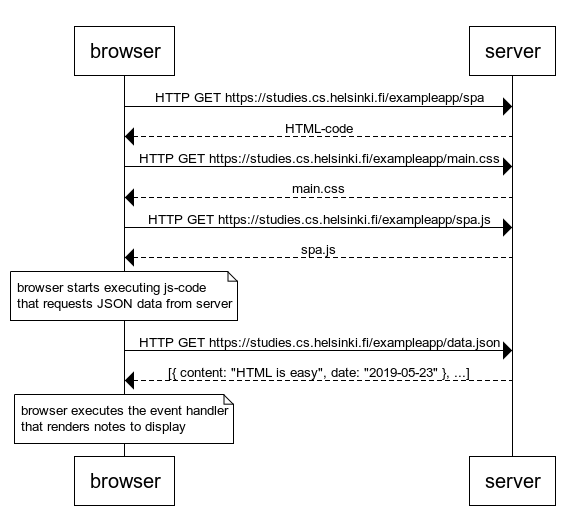 browser server
HTTP GET https://studies.cs.helsinki.fi/exampleapp/spa
HTML-code
HTTP GET https://studies.cs.helsinki.fi/exampleapp/main.css
main.css
HTTP GET https://studies.cs.helsinki.fi/exampleapp/spa.js
spa.js
browser starts executing js-code
that requests JSON data from server
HTTP GET https://studies.cs.helsinki.fi/exampleapp/data.json
[{ content: "HTML is easy", date: "2019-05-23" }, ...]
browser executes the event handler
that renders notes to display
browser server